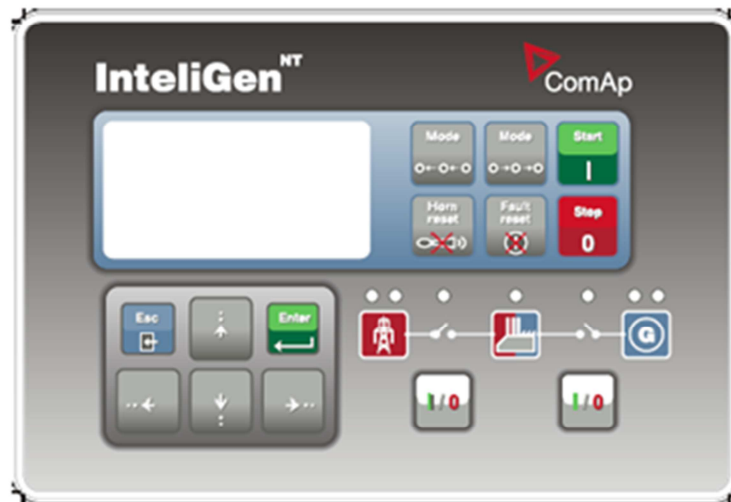 InteliGen NT
ComAp
Mode
Mode
Start
I
Horn reset
Fault reset
Stop
0
Esc
Enter
G
I/0
I/0